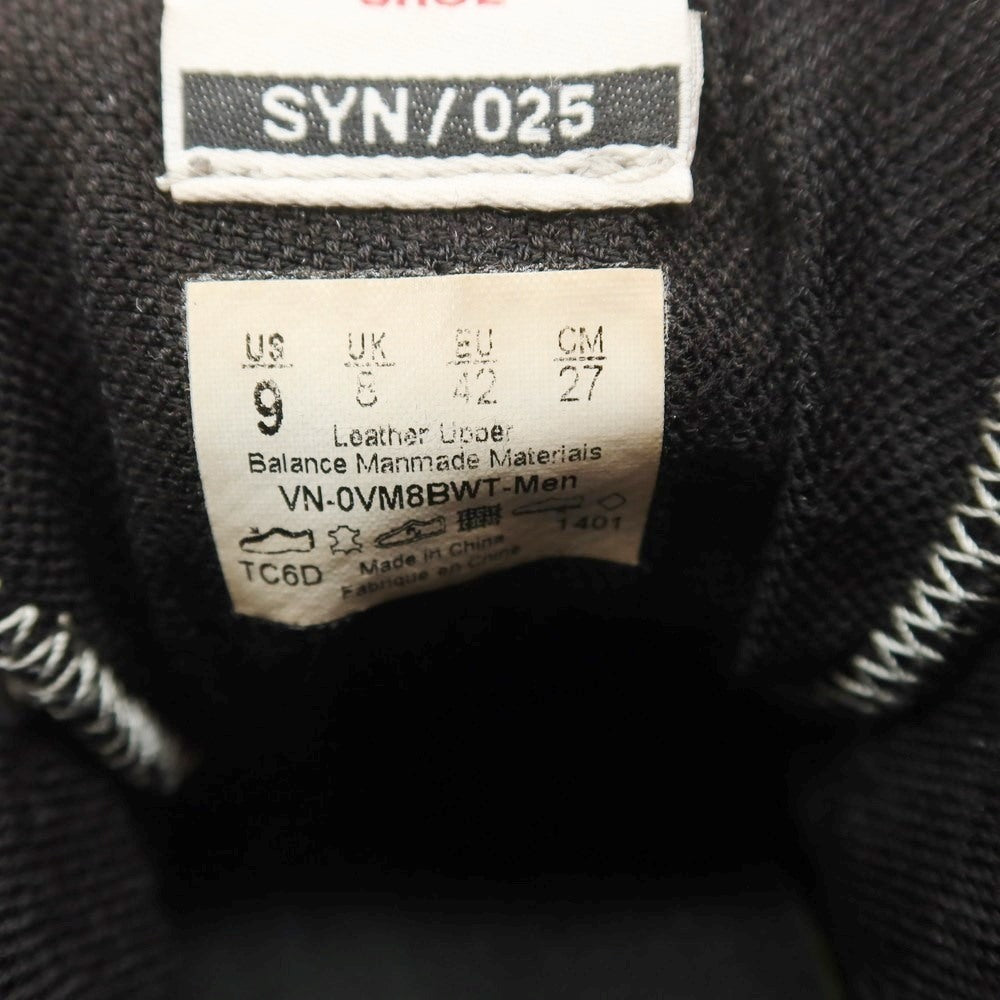 SYN / 025
US UK EU CM
9 8 42 27
Leather Upper
Balance Manmade Materials
VN-0VM8BWT-Men
1401
TC6D Made in China
Fabrique en Chine